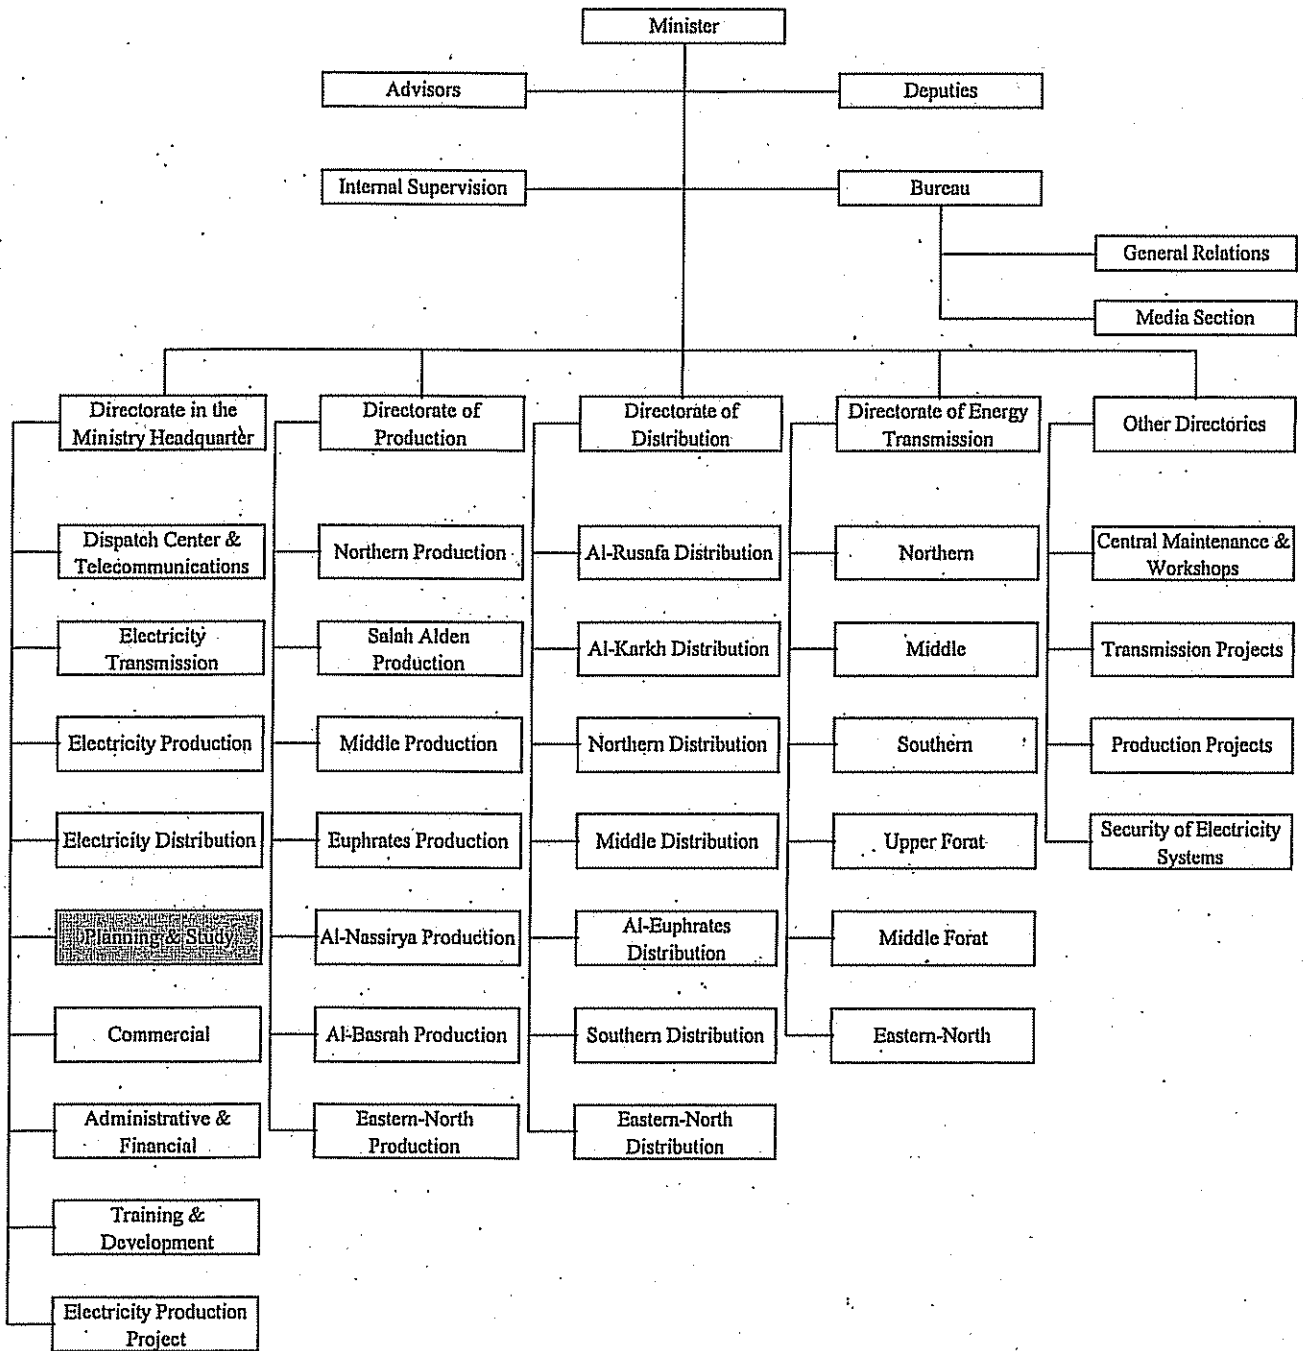 Minister
Advisors
Deputies
Internal Supervision
Bureau
General Relations
Media Section
Directorate in the
Ministry Headquarter
Directorate of
Production
Directorate of
Distribution
Directorate of Energy
Transmission
Other Directories
Dispatch Center &
Telecommunications
Northern Production
Al-Rusafa Distribution
Northern
Central Maintenance &
Workshops
Electricity
Transmission
Salah Alden
Production
Al-Karkh Distribution
Middle
Transmission Projects
Electricity Production
Middle Production
Northern Distribution
Southern
Production Projects
Electricity Distribution
Euphrates Production
Middle Distribution
Upper Forat
Security of Electricity
Systems
Planning & Study
Al-Nassirya Production
Al-Euphrates
Distribution
Middle Forat
Commercial
Al-Basrah Production
Southern Distribution
Eastern-North
Administrative &
Financial
Eastern-North
Production
Eastern-North
Distribution
Training &
Development
Electricity Production
Project